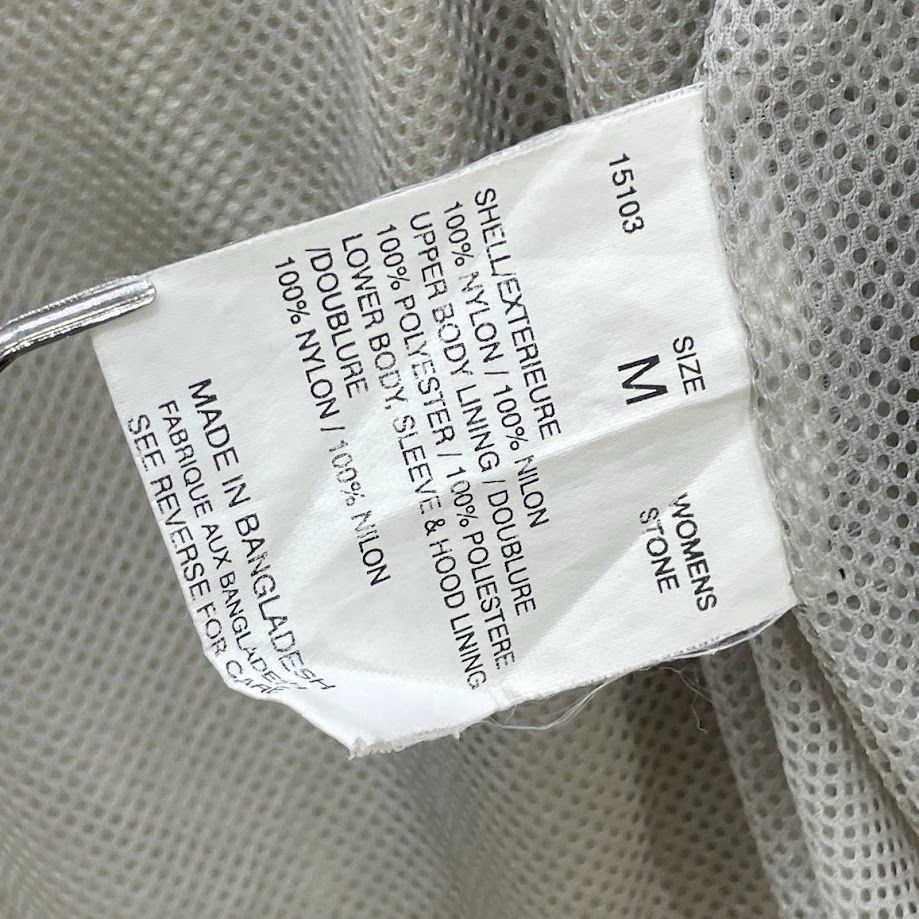 15103
SIZE
M
WOMENS
STONE
SHELL/EXTERIEURE
100% NYLON / 100% NILON
UPPER BODY LINING / DOUBLURE
100% POLYESTER / 100% POLIESTERE
LOWER BODY, SLEEVE & HOOD LINING
/DOUBLURE
100% NYLON / 100% NILON
MADE IN BANGLADESH
FABRIQUE AUX BANGLADESH
SEE REVERSE FOR CARE